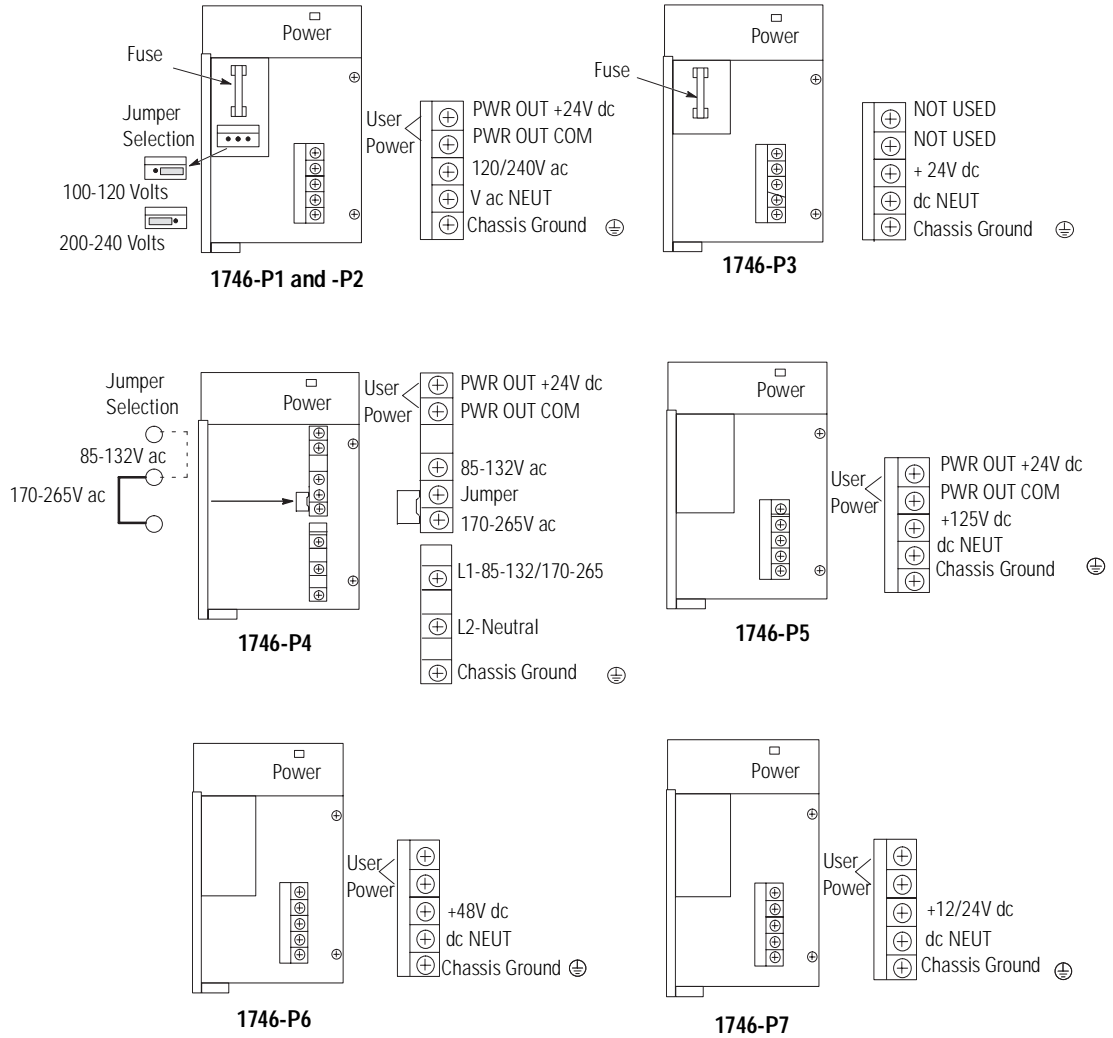 Power
Fuse
Jumper
Selection
100-120 Volts
200-240 Volts
User
Power
PWR OUT +24V dc
PWR OUT COM
120/240V ac
V ac NEUT
Chassis Ground
1746-P1 and -P2
Power
Fuse
NOT USED
NOT USED
+ 24V dc
dc NEUT
Chassis Ground
1746-P3
Jumper
Selection
85-132V ac
170-265V ac
Power
User
Power
PWR OUT +24V dc
PWR OUT COM
85-132V ac
Jumper
170-265V ac
L1-85-132/170-265
L2-Neutral
Chassis Ground
1746-P4
Power
User
Power
PWR OUT +24V dc
PWR OUT COM
+125V dc
dc NEUT
Chassis Ground
1746-P5
Power
User
Power
+48V dc
dc NEUT
Chassis Ground
1746-P6
Power
User
Power
+12/24V dc
dc NEUT
Chassis Ground
1746-P7